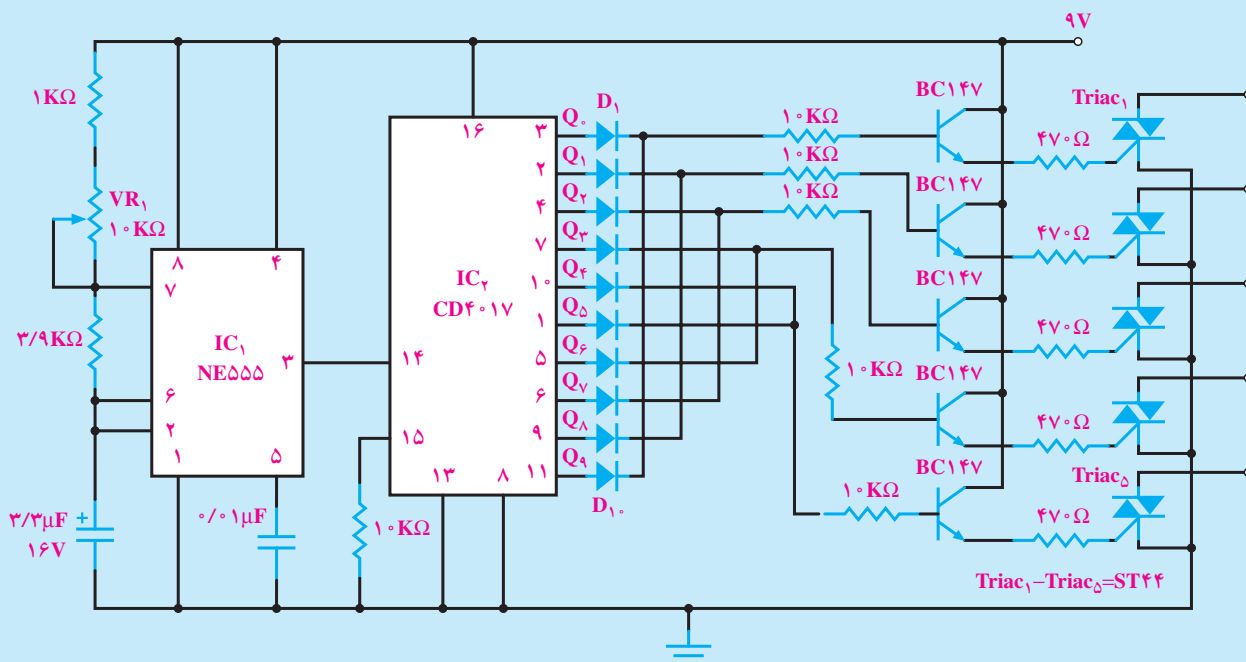 ۹V
۱KΩ
VR۱
۱۰KΩ
۳/۹KΩ
۳/۳µF
+
۱۶V
۰/۰۱µF
۸
۴
۷
IC۱
NE۵۵۵
۳
۶
۲
۱
۵
۱۶
IC۲
CD۴۰۱۷
۱۴
۱۵
۱۳
۸
۳
۲
۴
۷
۱۰
۱
۵
۶
۹
۱۱
۱۰KΩ
Q۰
Q۱
Q۲
Q۳
Q۴
Q۵
Q۶
Q۷
Q۸
Q۹
D۱
D۱۰
۱۰KΩ
۱۰KΩ
۱۰KΩ
۱۰KΩ
۱۰KΩ
BC۱۴۷
BC۱۴۷
BC۱۴۷
BC۱۴۷
BC۱۴۷
Triac۱
۴۷۰Ω
۴۷۰Ω
۴۷۰Ω
۴۷۰Ω
Triac۵
۴۷۰Ω
Triac۱–Triac۵=ST۴۴